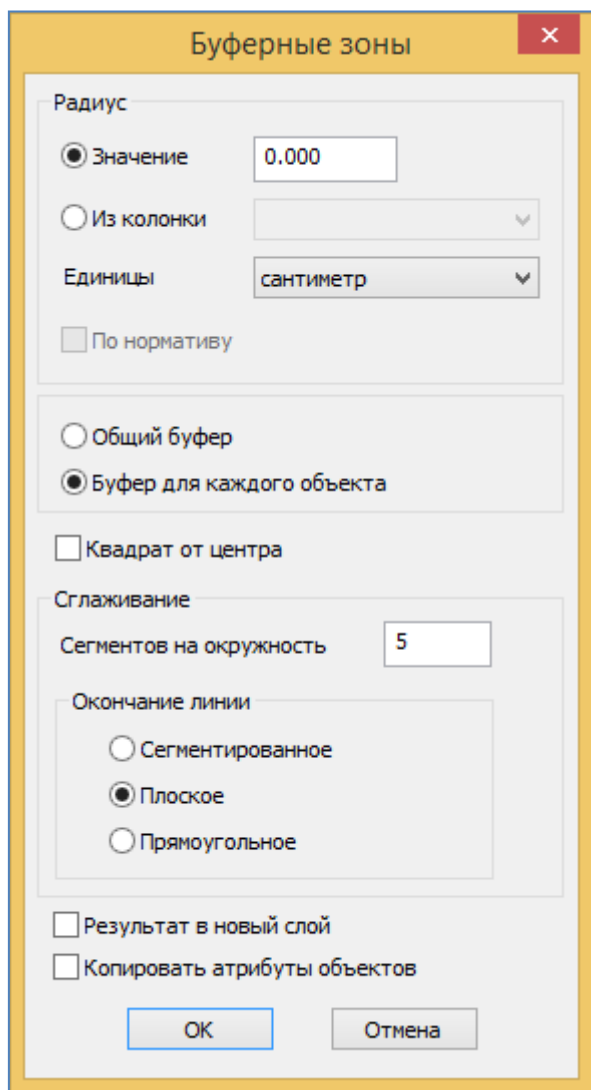 Буферные зоны
Радиус
Значение 0.000
Из колонки
Единицы сантиметр
По нормативу
Общий буфер
Буфер для каждого объекта
Квадрат от центра
Сглаживание
Сегментов на окружность 5
Окончание линии
Сегментированное
Плоское
Прямоугольное
Результат в новый слой
Копировать атрибуты объектов
OK Отмена